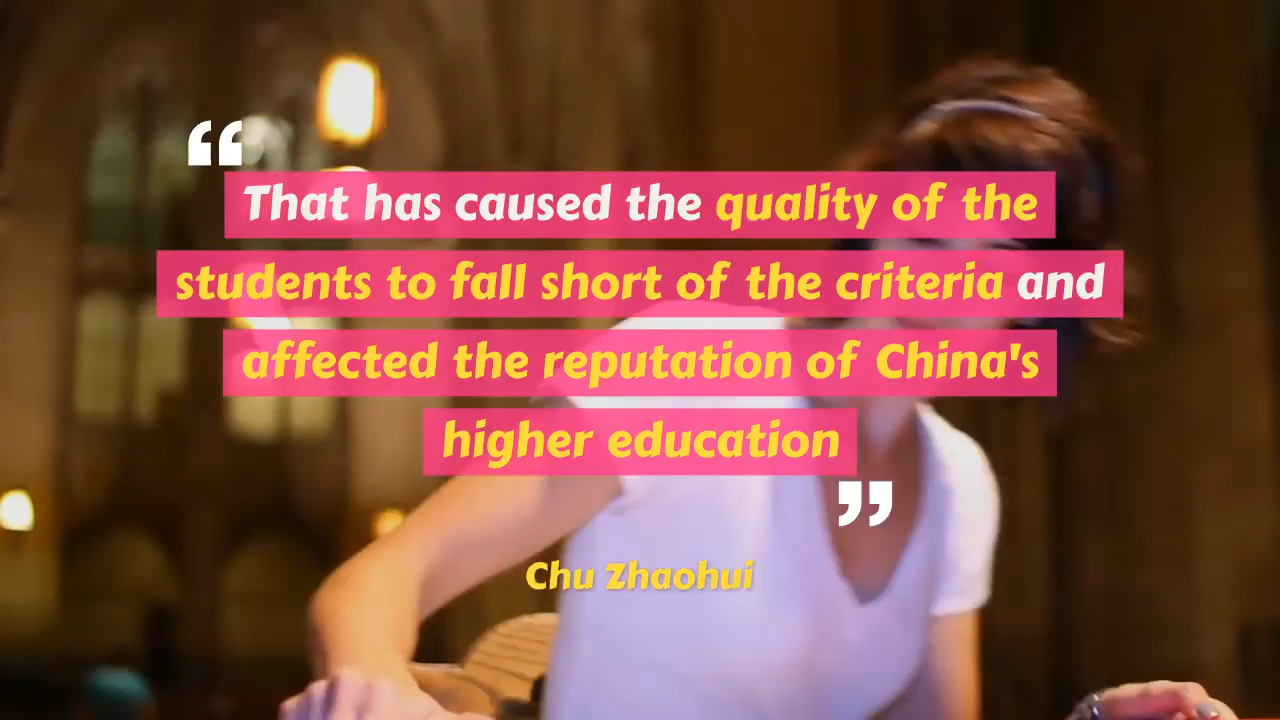 “
That has caused the quality of the
students to fall short of the criteria and
affected the reputation of China's
higher education
”
Chu Zhaohui